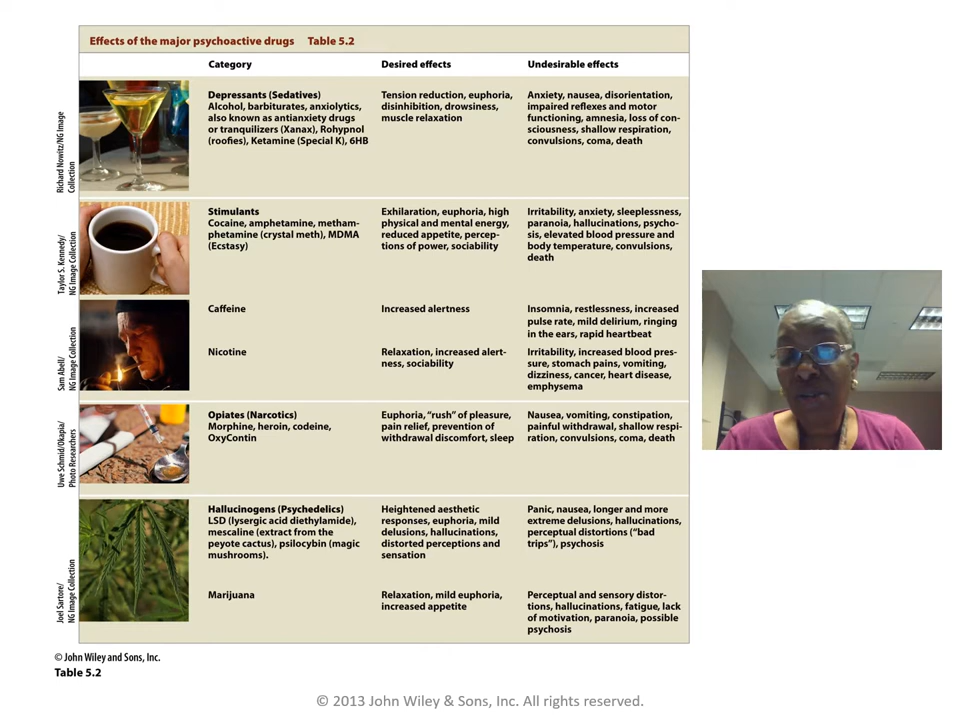 Effects of the major psychoactive drugs Table 5.2
Category Desired effects Undesirable effects
Richard Nowitz/NG Image
Collection
Depressants (Sedatives)
Alcohol, barbiturates, anxiolytics,
also known as antianxiety drugs
or tranquilizers (Xanax), Rohypnol
(roofies), Ketamine (Special K), 6HB
Tension reduction, euphoria,
disinhibition, drowsiness,
muscle relaxation
Anxiety, nausea, disorientation,
impaired reflexes and motor
functioning, amnesia, loss of con-
sciousness, shallow respiration,
convulsions, coma, death
Taylor S. Kennedy/
NG Image Collection
Stimulants
Cocaine, amphetamine, metham-
phetamine (crystal meth), MDMA
(Ecstasy)
Exhilaration, euphoria, high
physical and mental energy,
reduced appetite, percep-
tions of power, sociability
Irritability, anxiety, sleeplessness,
paranoia, hallucinations, psycho-
sis, elevated blood pressure and
body temperature, convulsions,
death
Sam Abell/
NG Image Collection
Caffeine
Increased alertness
Insomnia, restlessness, increased
pulse rate, mild delirium, ringing
in the ears, rapid heartbeat
Nicotine
Relaxation, increased alert-
ness, sociability
Irritability, increased blood pres-
sure, stomach pains, vomiting,
dizziness, cancer, heart disease,
emphysema
Uwe Schmid/Okapia/
Photo Researchers
Opiates (Narcotics)
Morphine, heroin, codeine,
OxyContin
Euphoria, “rush” of pleasure,
pain relief, prevention of
withdrawal discomfort, sleep
Nausea, vomiting, constipation,
painful withdrawal, shallow respi-
ration, convulsions, coma, death
Joel Sartore/
NG Image Collection
Hallucinogens (Psychedelics)
LSD (lysergic acid diethylamide),
mescaline (extract from the
peyote cactus), psilocybin (magic
mushrooms).
Heightened aesthetic
responses, euphoria, mild
delusions, hallucinations,
distorted perceptions and
sensation
Panic, nausea, longer and more
extreme delusions, hallucinations,
perceptual distortions (“bad
trips”), psychosis
Marijuana
Relaxation, mild euphoria,
increased appetite
Perceptual and sensory distor-
tions, hallucinations, fatigue, lack
of motivation, paranoia, possible
psychosis
© John Wiley and Sons, Inc.
Table 5.2
© 2013 John Wiley & Sons, Inc. All rights reserved.